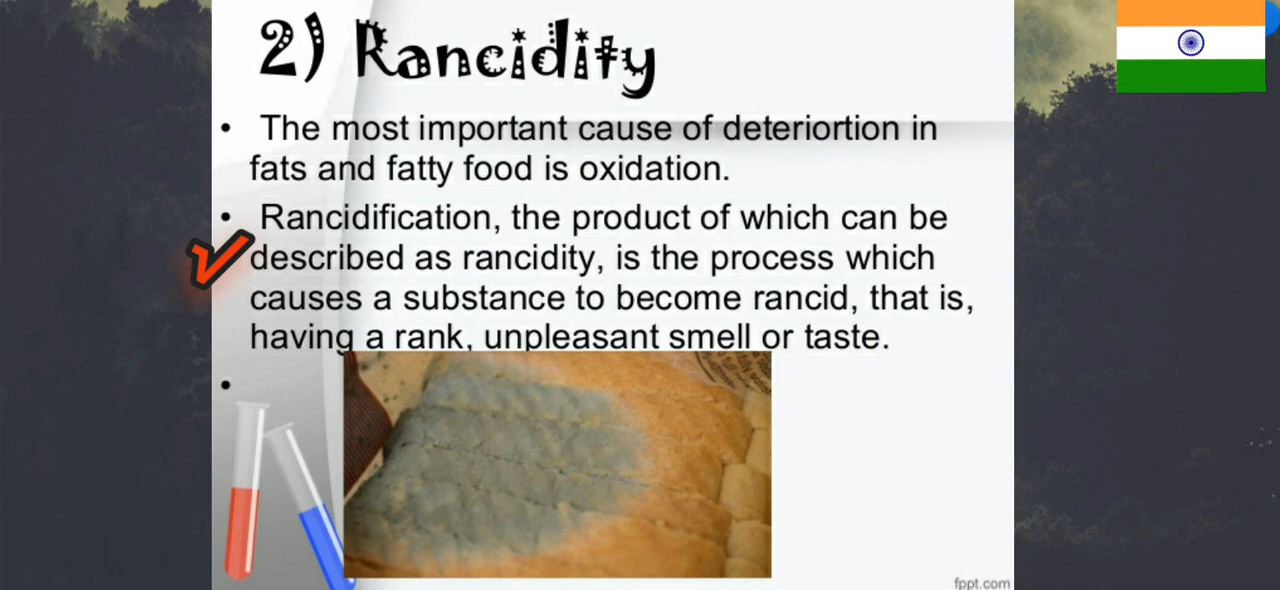 2) Rancidity
• The most important cause of deteriortion in
fats and fatty food is oxidation.
• Rancidification, the product of which can be
described as rancidity, is the process which
causes a substance to become rancid, that is,
having a rank, unpleasant smell or taste.
•
fppt.com